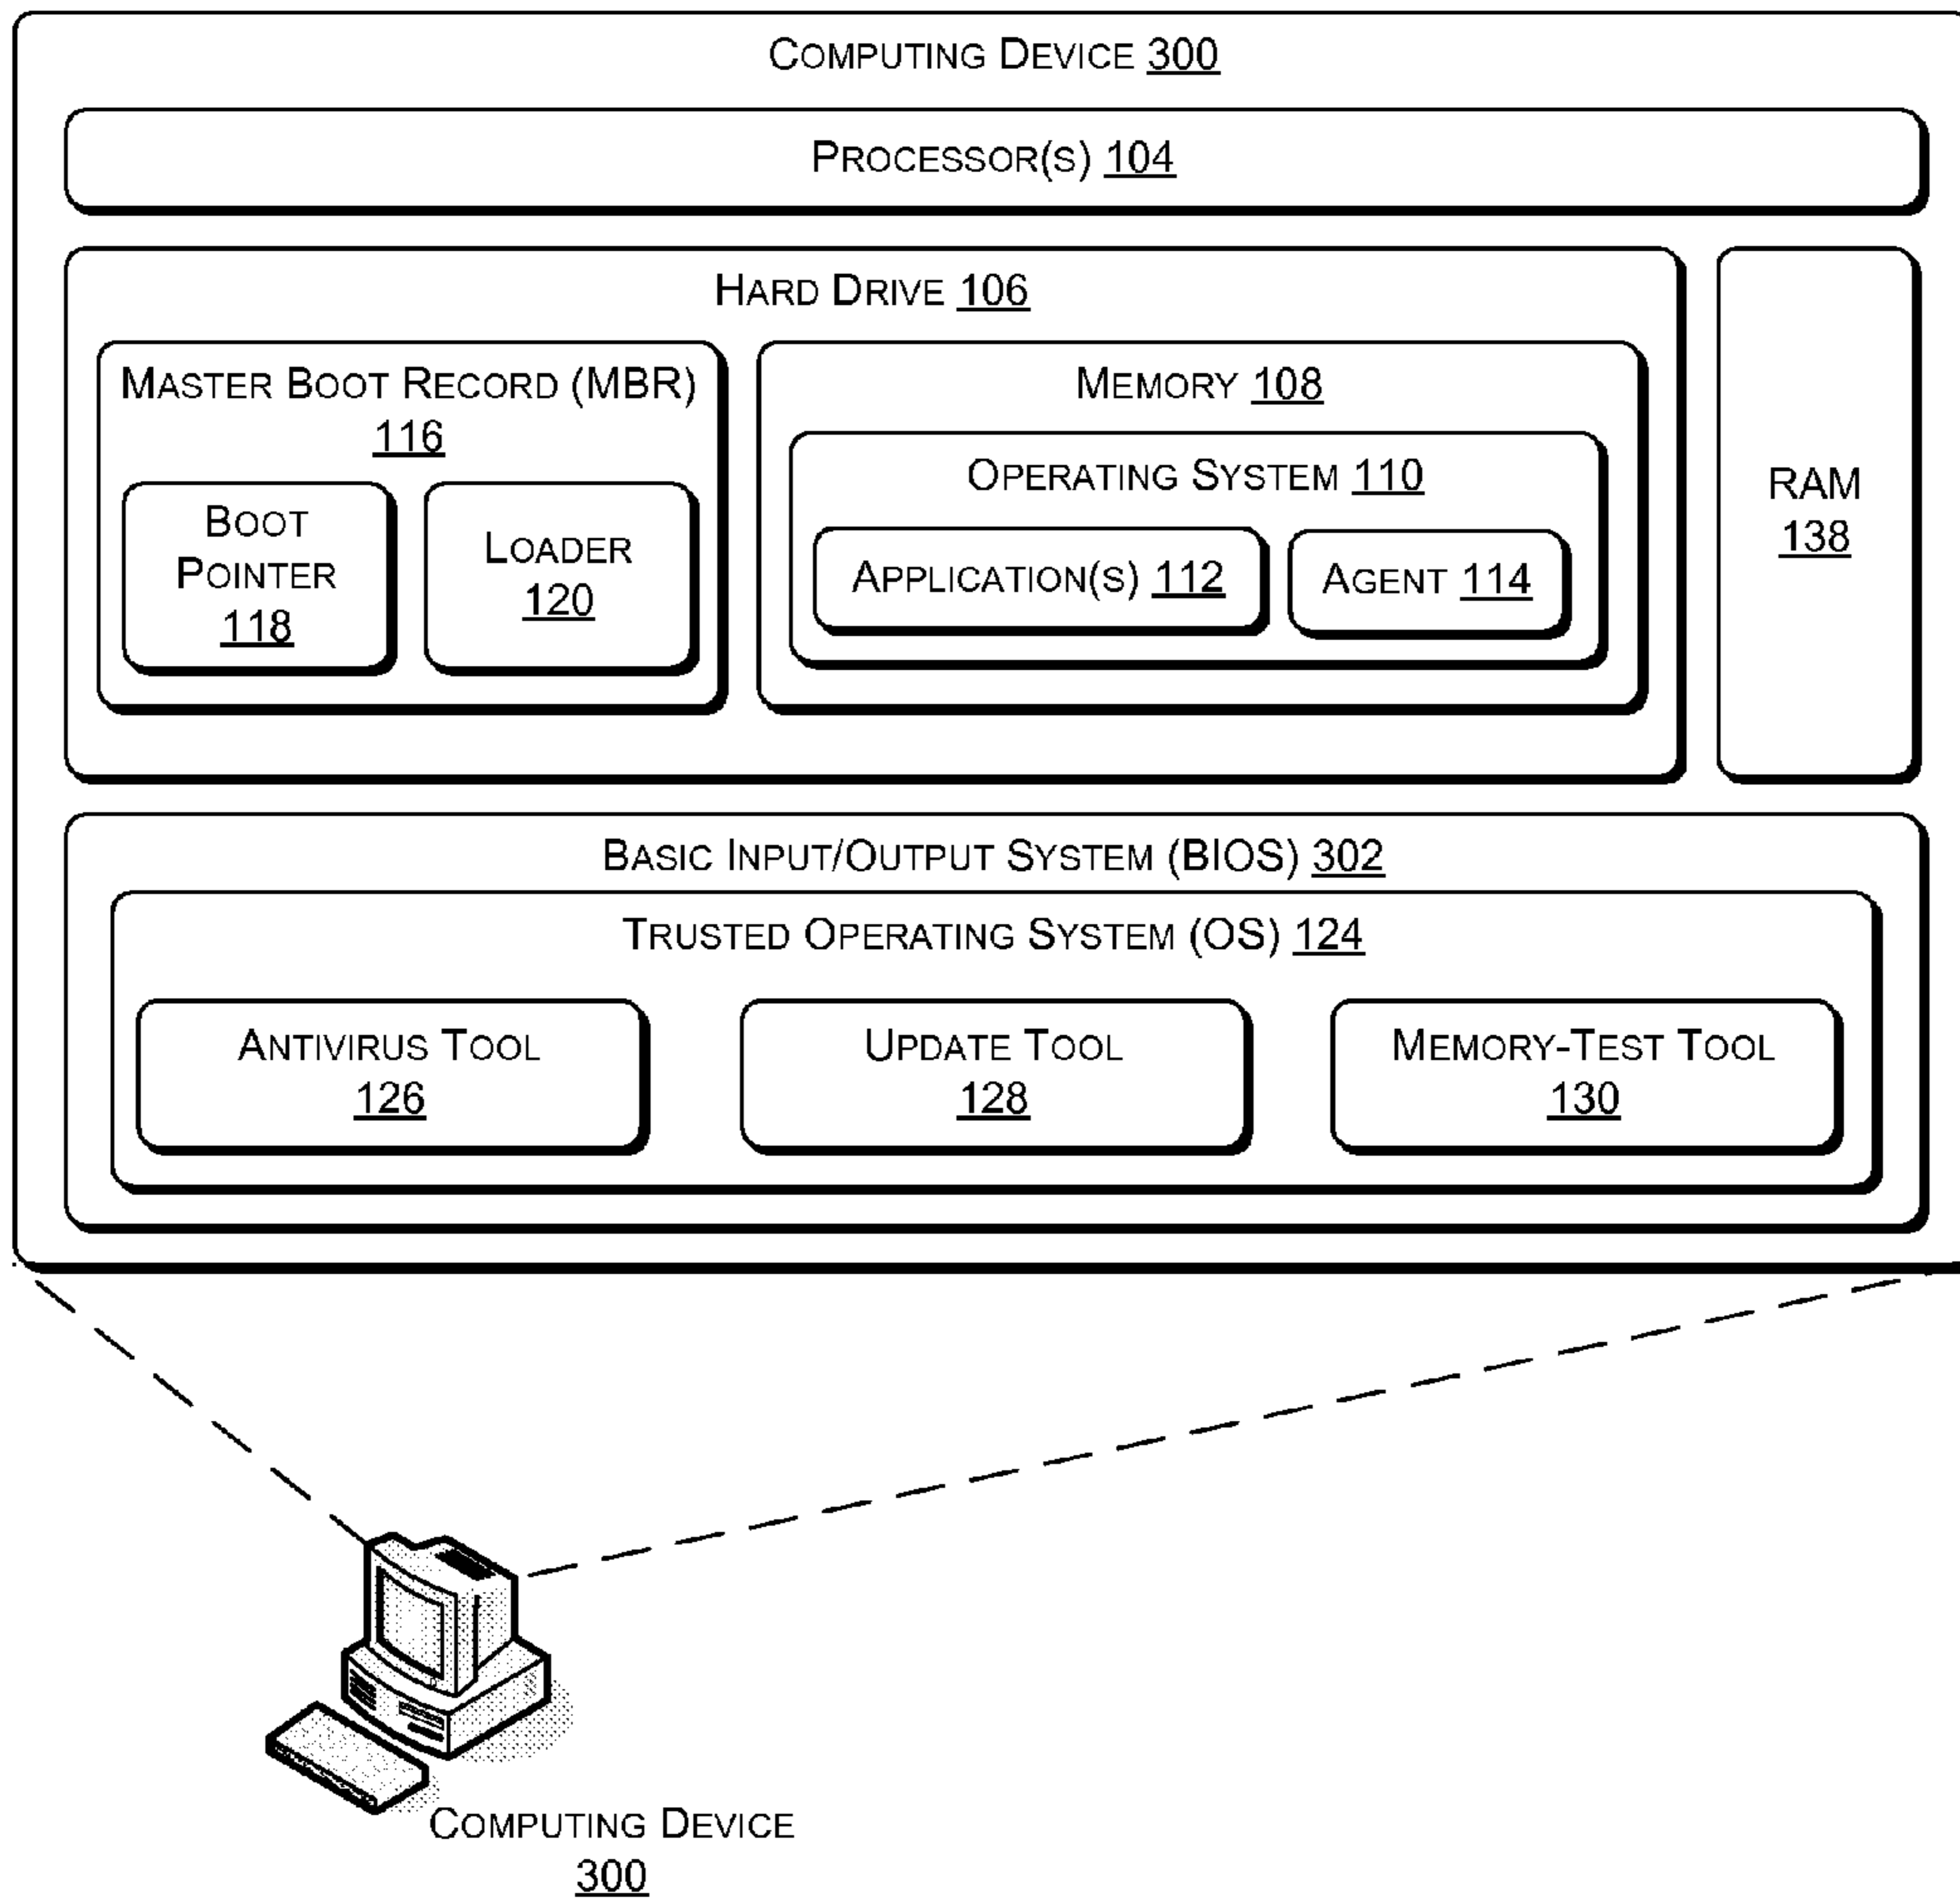 COMPUTING DEVICE 300
PROCESSOR(S) 104
HARD DRIVE 106
MASTER BOOT RECORD (MBR)
116
BOOT
POINTER
118
LOADER
120
MEMORY 108
OPERATING SYSTEM 110
APPLICATION(S) 112
AGENT 114
RAM
138
BASIC INPUT/OUTPUT SYSTEM (BIOS) 302
TRUSTED OPERATING SYSTEM (OS) 124
ANTIVIRUS TOOL
126
UPDATE TOOL
128
MEMORY-TEST TOOL
130
COMPUTING DEVICE
300